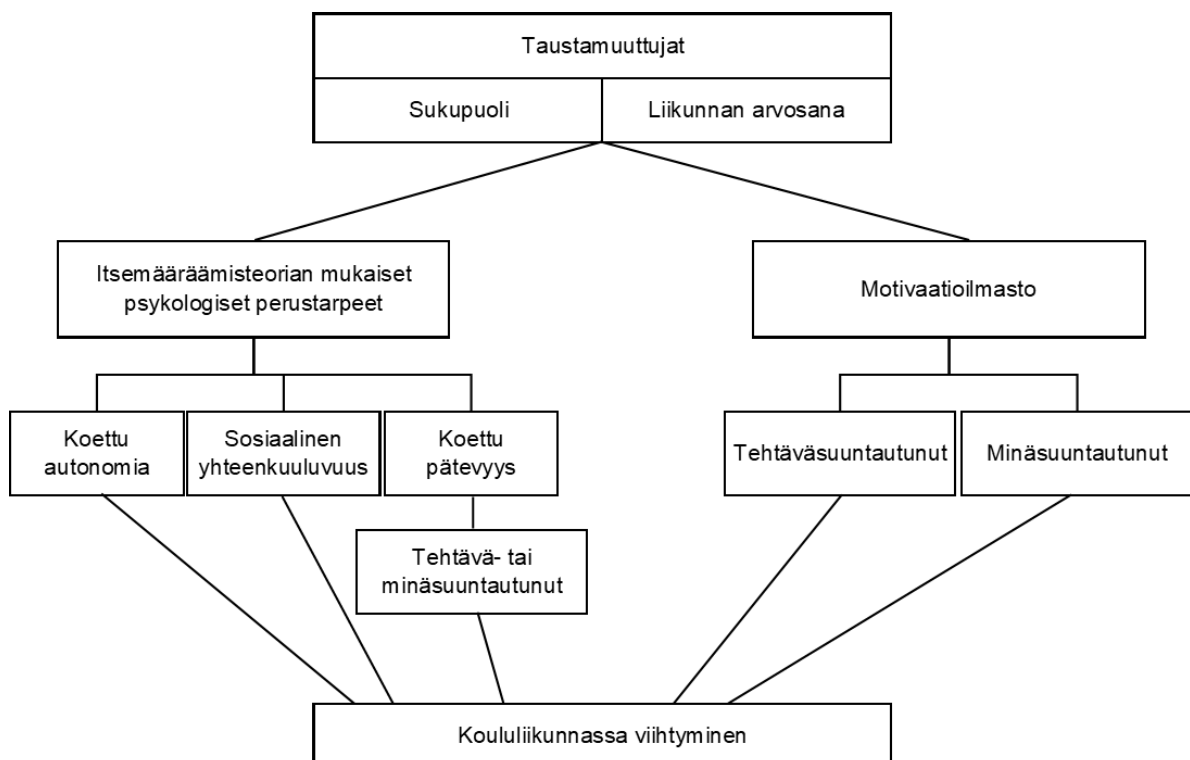 Taustamuuttujat
Sukupuoli
Liikunnan arvosana
Itsemääräämisteorian mukaiset
psykologiset perustarpeet
Motivaatioilmasto
Koettu
autonomia
Sosiaalinen
yhteenkuuluvuus
Koettu
pätevyys
Tehtäväsuuntautunut
Minäsuuntautunut
Tehtävä- tai
minäsuuntautunut
Koululiikunnassa viihtyminen